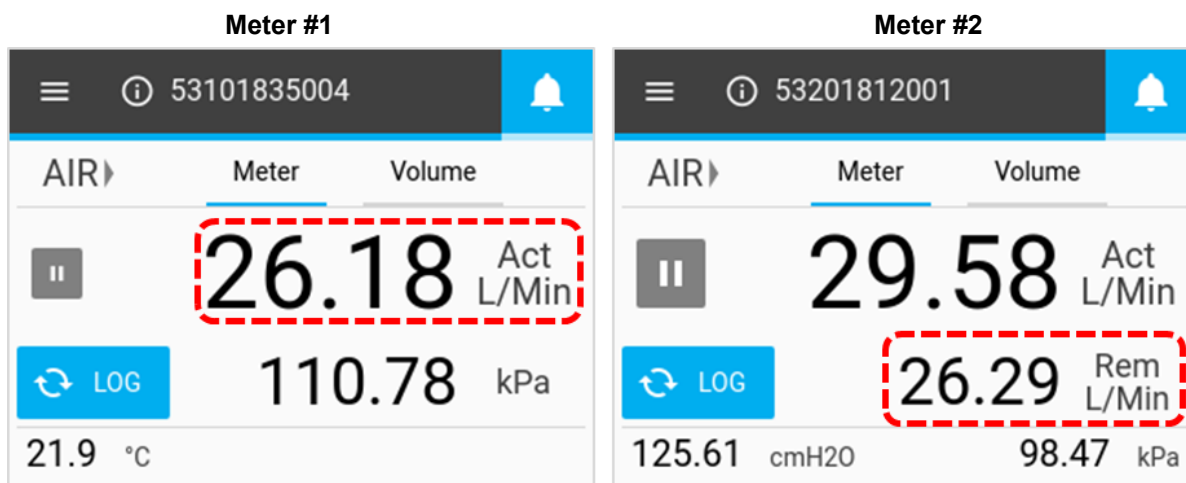 Meter #1
53101835004
AIR Meter Volume
26.18 Act L/Min
LOG 110.78 kPa
21.9 °C
Meter #2
53201812001
AIR Meter Volume
29.58 Act L/Min
LOG 26.29 Rem L/Min
125.61 cmH2O 98.47 kPa